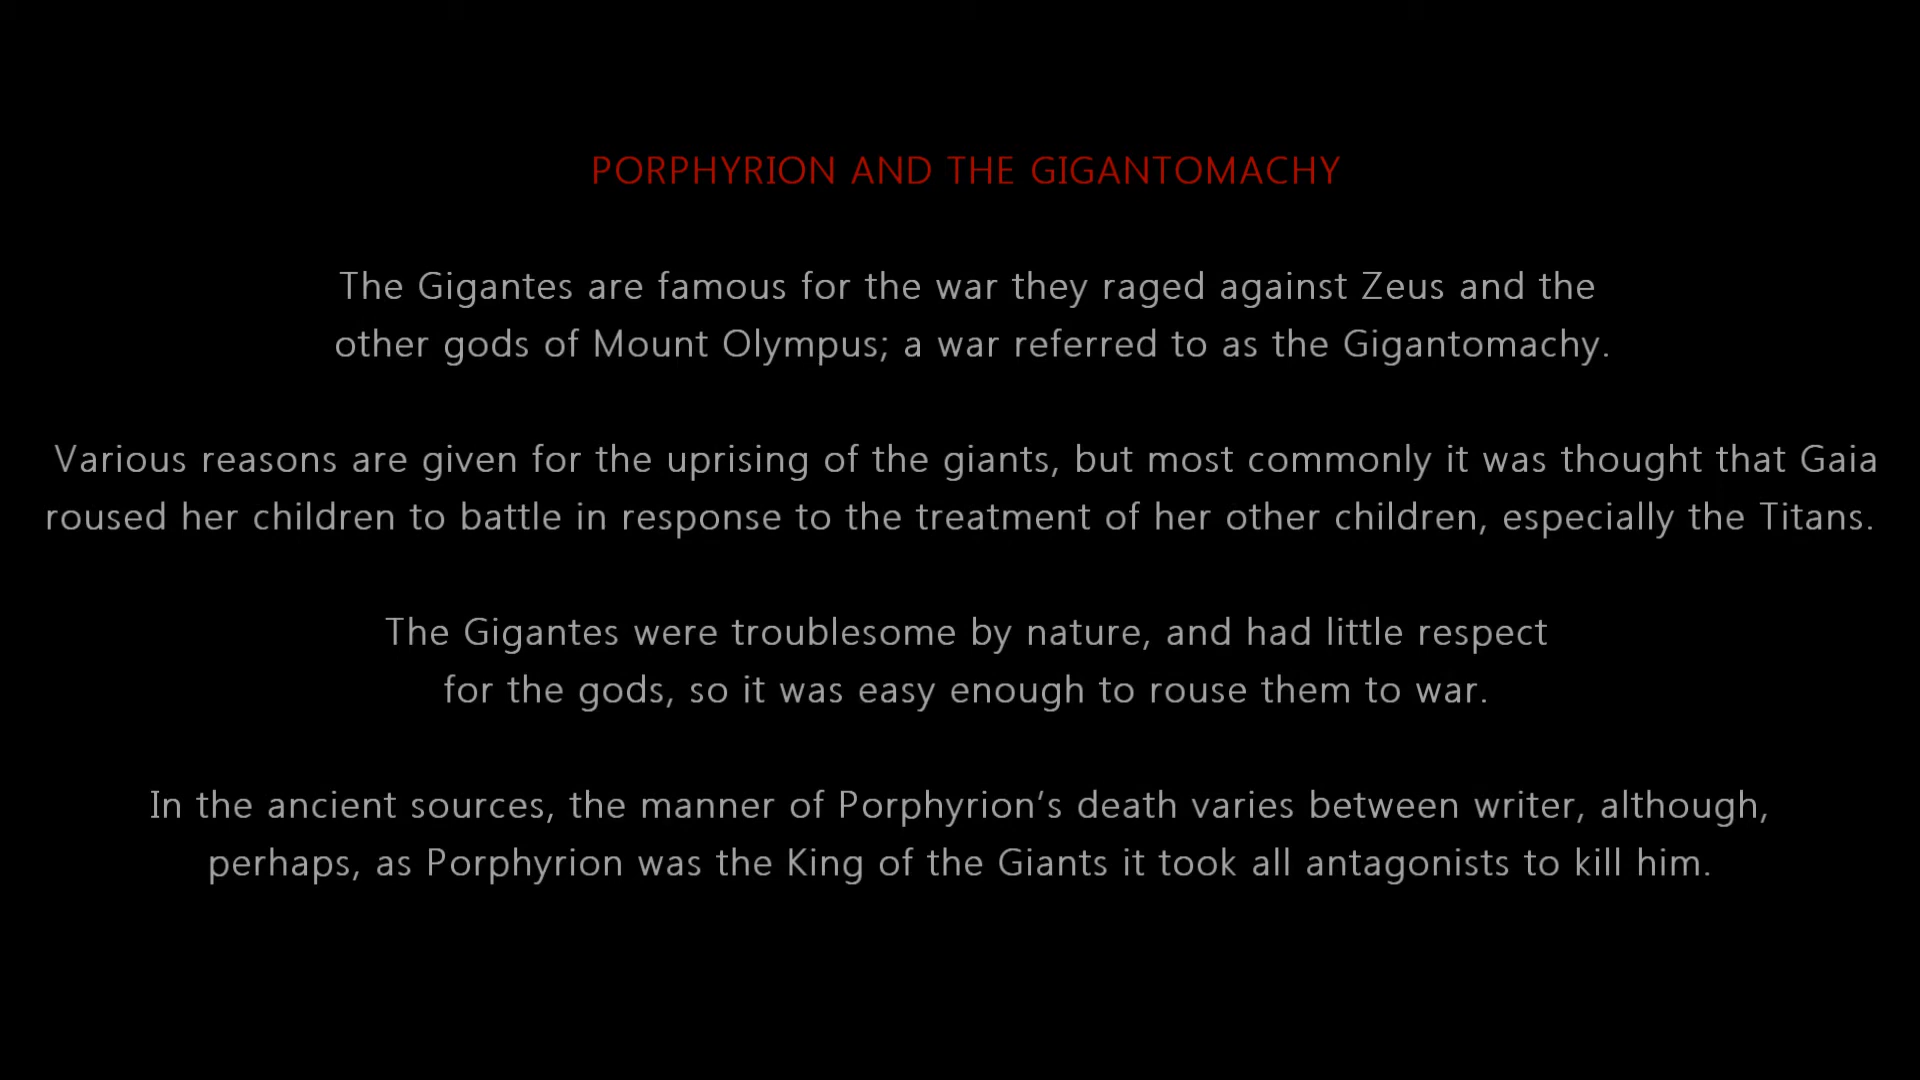 PORPHYRION AND THE GIGANTOMACHY
The Gigantes are famous for the war they raged against Zeus and the
other gods of Mount Olympus; a war referred to as the Gigantomachy.
Various reasons are given for the uprising of the giants, but most commonly it was thought that Gaia
roused her children to battle in response to the treatment of her other children, especially the Titans.
The Gigantes were troublesome by nature, and had little respect
for the gods, so it was easy enough to rouse them to war.
In the ancient sources, the manner of Porphyrion’s death varies between writer, although,
perhaps, as Porphyrion was the King of the Giants it took all antagonists to kill him.